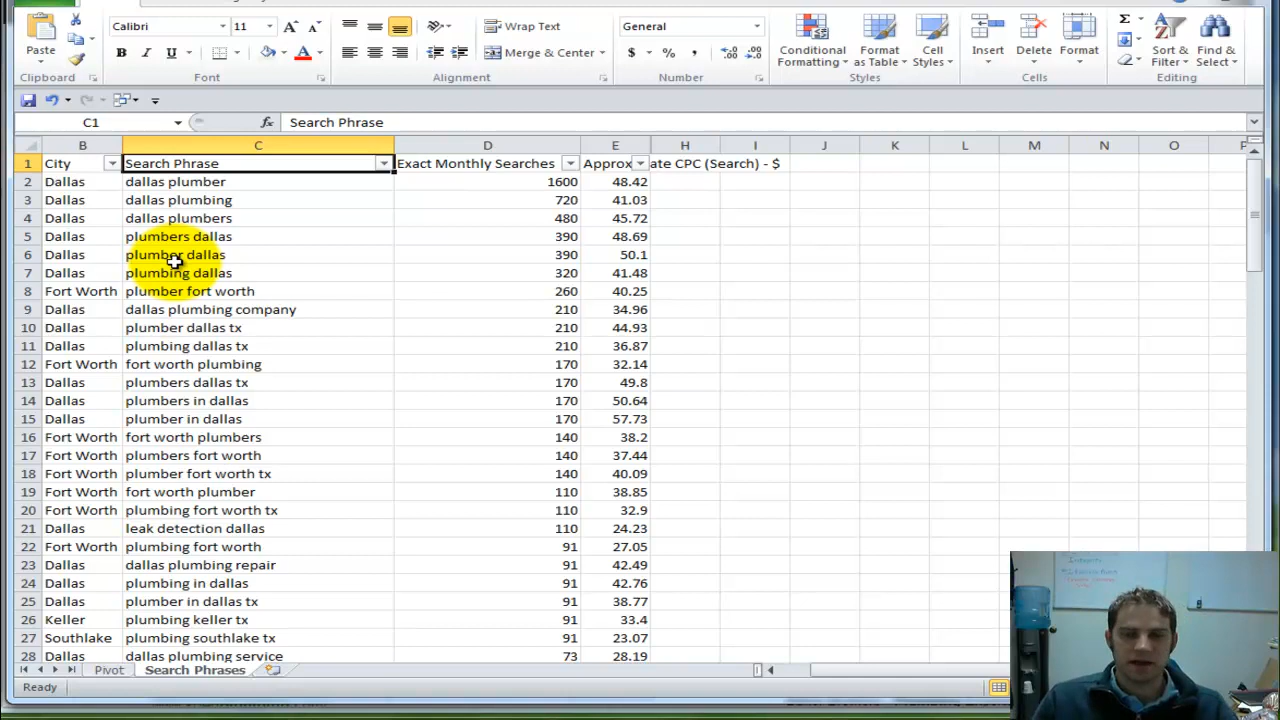 Calibri 11 Wrap Text General
Paste B I U Merge & Center $ % , Conditional Formatting Format as Table Cell Styles Insert Delete Format Sort & Filter Find & Select
Clipboard Font Alignment Number Styles Cells Editing
C1 fx Search Phrase
B C D E H I J K L M N O P
1 City Search Phrase Exact Monthly Searches Approx ate CPC (Search) - $
2 Dallas dallas plumber 1600 48.42
3 Dallas dallas plumbing 720 41.03
4 Dallas dallas plumbers 480 45.72
5 Dallas plumbers dallas 390 48.69
6 Dallas plumber dallas 390 50.1
7 Dallas plumbing dallas 320 41.48
8 Fort Worth plumber fort worth 260 40.25
9 Dallas dallas plumbing company 210 34.96
10 Dallas plumber dallas tx 210 44.93
11 Dallas plumbing dallas tx 210 36.87
12 Fort Worth fort worth plumbing 170 32.14
13 Dallas plumbers dallas tx 170 49.8
14 Dallas plumbers in dallas 170 50.64
15 Dallas plumber in dallas 170 57.73
16 Fort Worth fort worth plumbers 140 38.2
17 Fort Worth plumbers fort worth 140 37.44
18 Fort Worth plumber fort worth tx 140 40.09
19 Fort Worth fort worth plumber 110 38.85
20 Fort Worth plumbing fort worth tx 110 32.9
21 Dallas leak detection dallas 110 24.23
22 Fort Worth plumbing fort worth 91 27.05
23 Dallas dallas plumbing repair 91 42.49
24 Dallas plumbing in dallas 91 42.76
25 Dallas plumber in dallas tx 91 38.77
26 Keller plumbing keller tx 91 33.4
27 Southlake plumbing southlake tx 91 23.07
28 Dallas dallas plumbing service 73 28.19
Pivot Search Phrases
Ready